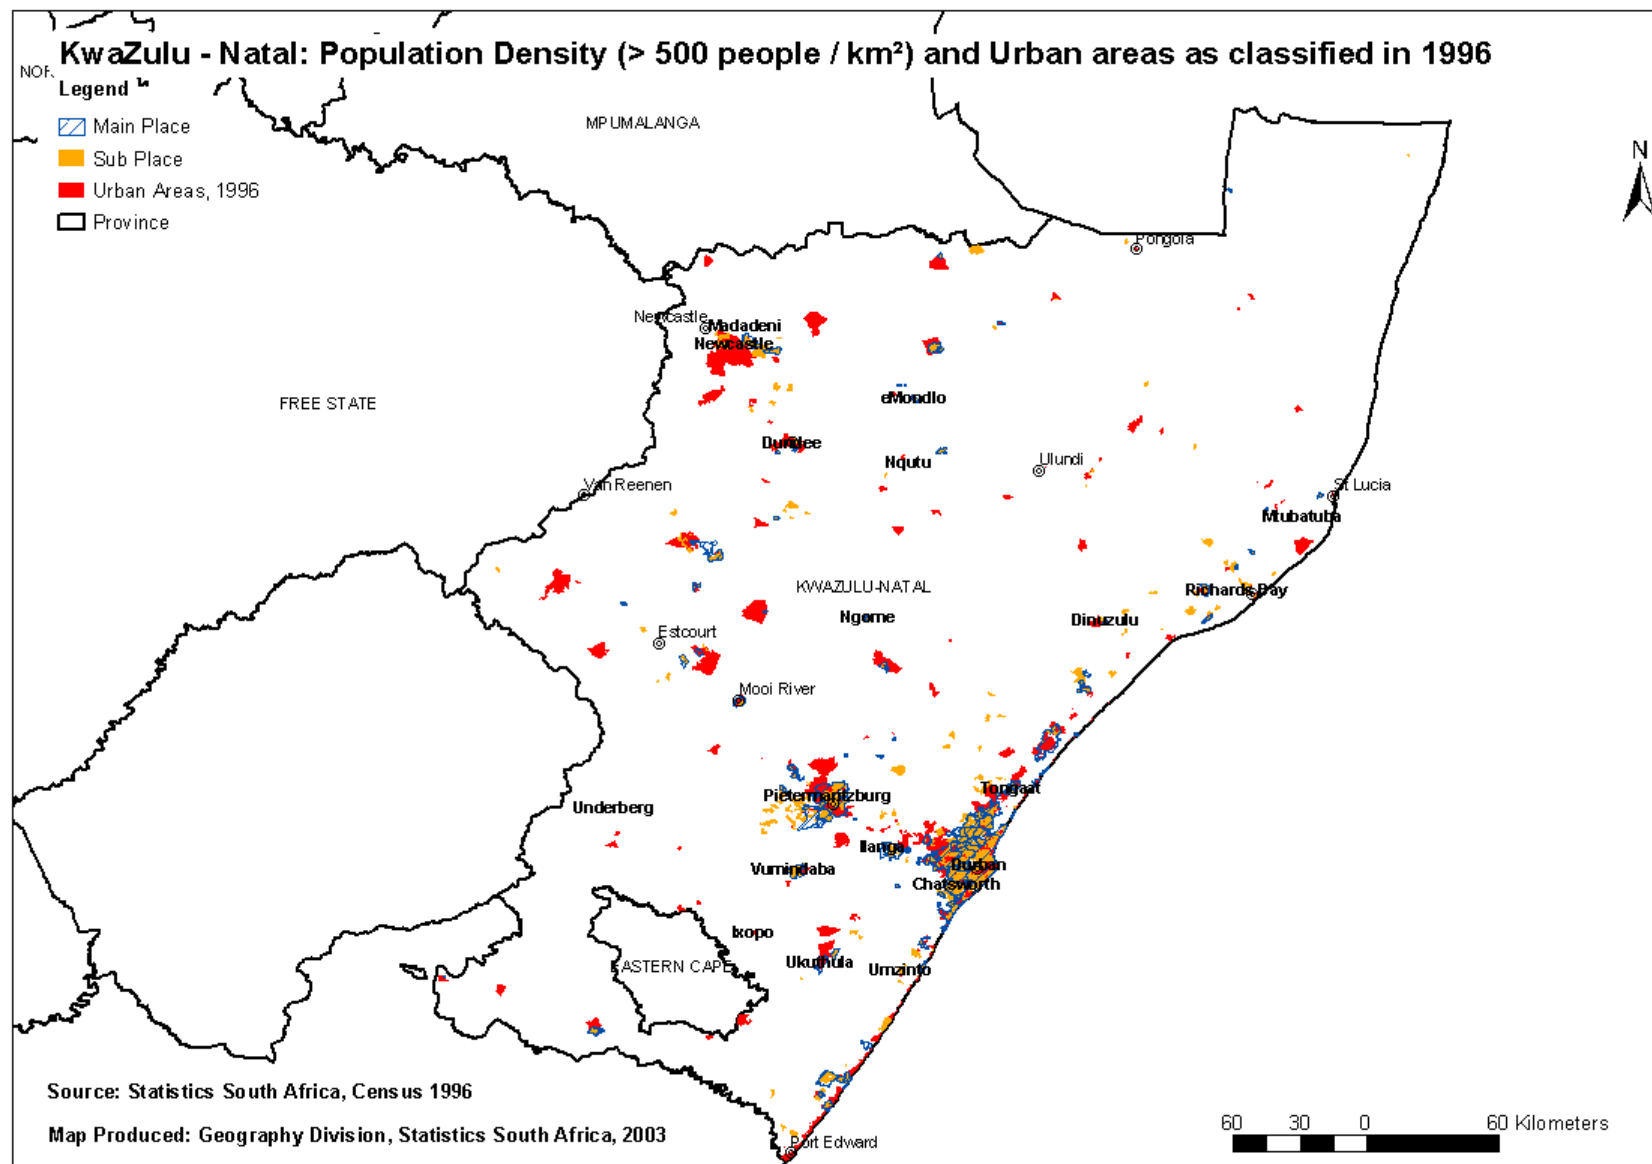 KwaZulu - Natal: Population Density (> 500 people / km²) and Urban areas as classified in 1996
Legend
Main Place
Sub Place
Urban Areas, 1996
Province
MPUMALANGA
N
Pongora
Newcastle
Madadeni
Newcastle
FREE STATE
eMondlo
Dundee
Nqutu
Ulundi
Van Reenen
St Lucia
Mtubatuba
KWAZULU-NATAL
Richards Bay
Ngome
Dinuzulu
Estcourt
Mooi River
Tongaat
Pietermaritzburg
Underberg
Ilanga
Durban
Vumindaba
Chatsworth
Ixopo
Ukuthula
EASTERN CAPE
Umzinto
Source: Statistics South Africa, Census 1996
Map Produced: Geography Division, Statistics South Africa, 2003
Port Edward
60 30 0 60 Kilometers